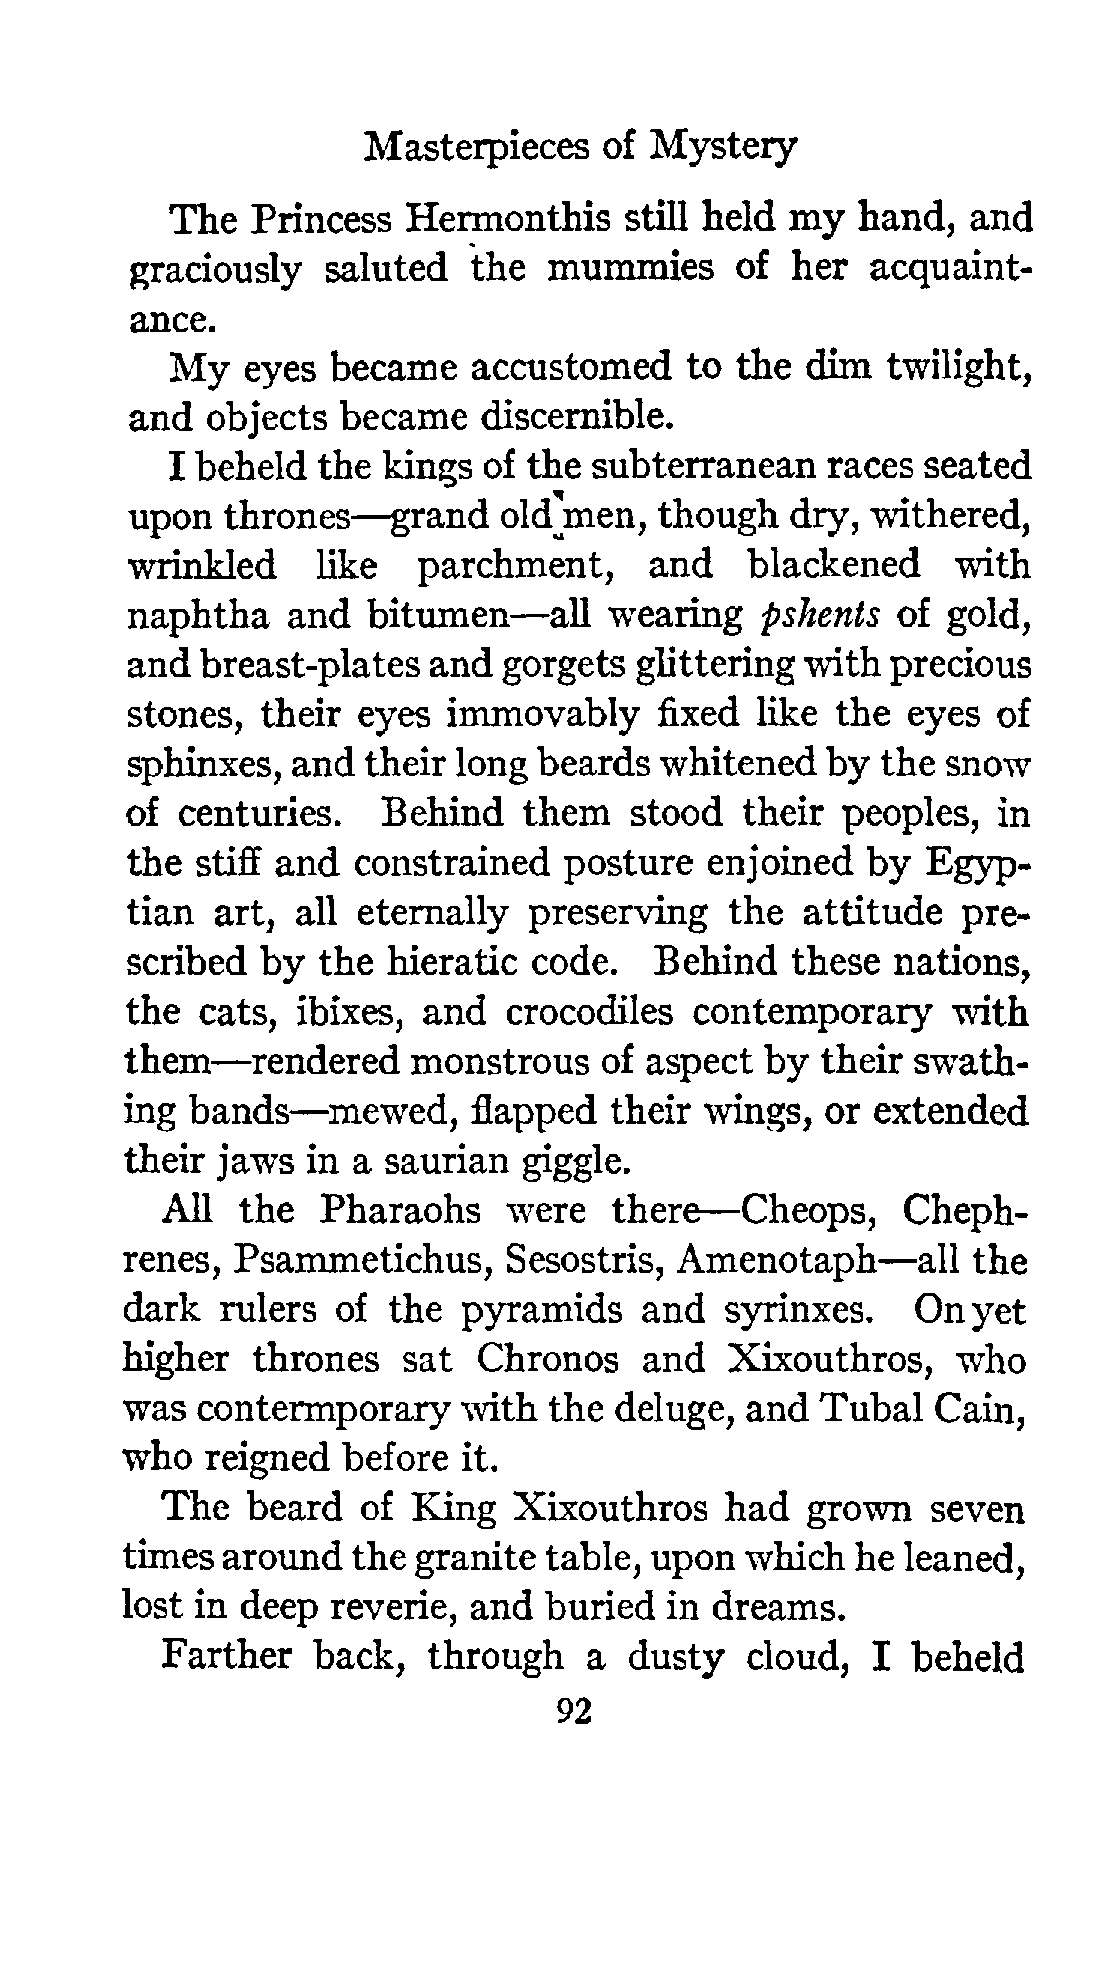 Masterpieces of Mystery
The Princess Hermonthis still held my hand, and
graciously saluted the mummies of her acquaint-
ance.
My eyes became accustomed to the dim twilight,
and objects became discernible.
I beheld the kings of the subterranean races seated
upon thrones—grand old men, though dry, withered,
wrinkled like parchment, and blackened with
naphtha and bitumen—all wearing pshents of gold,
and breast-plates and gorgets glittering with precious
stones, their eyes immovably fixed like the eyes of
sphinxes, and their long beards whitened by the snow
of centuries. Behind them stood their peoples, in
the stiff and constrained posture enjoined by Egyp-
tian art, all eternally preserving the attitude pre-
scribed by the hieratic code. Behind these nations,
the cats, ibixes, and crocodiles contemporary with
them—rendered monstrous of aspect by their swath-
ing bands—mewed, flapped their wings, or extended
their jaws in a saurian giggle.
All the Pharaohs were there—Cheops, Cheph-
renes, Psammetichus, Sesostris, Amenotaph—all the
dark rulers of the pyramids and syrinxes. On yet
higher thrones sat Chronos and Xixouthros, who
was contermporary with the deluge, and Tubal Cain,
who reigned before it.
The beard of King Xixouthros had grown seven
times around the granite table, upon which he leaned,
lost in deep reverie, and buried in dreams.
Farther back, through a dusty cloud, I beheld
92